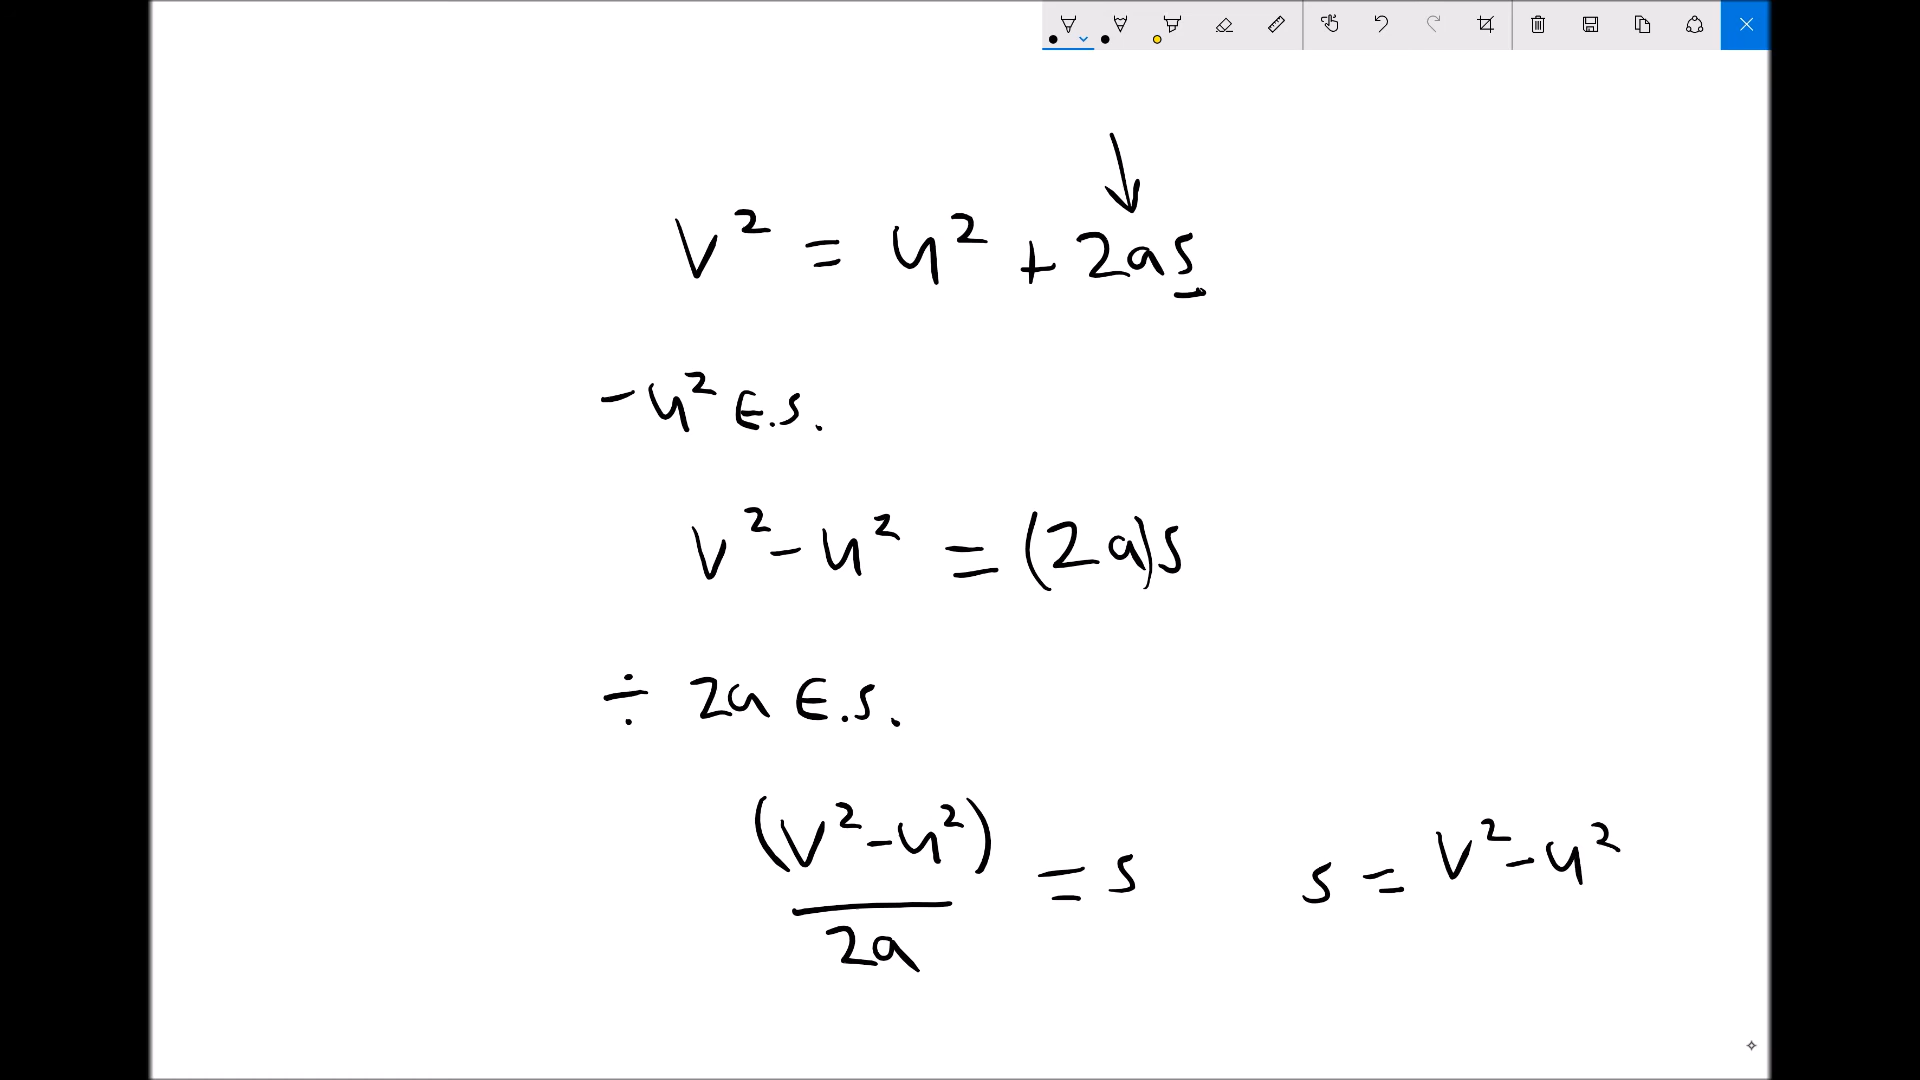 v² = u² + 2as
- u² E.S.
v² - u² = (2a)s
÷ 2a E.S.
(v² - u²)/2a = s
s = v² - u²